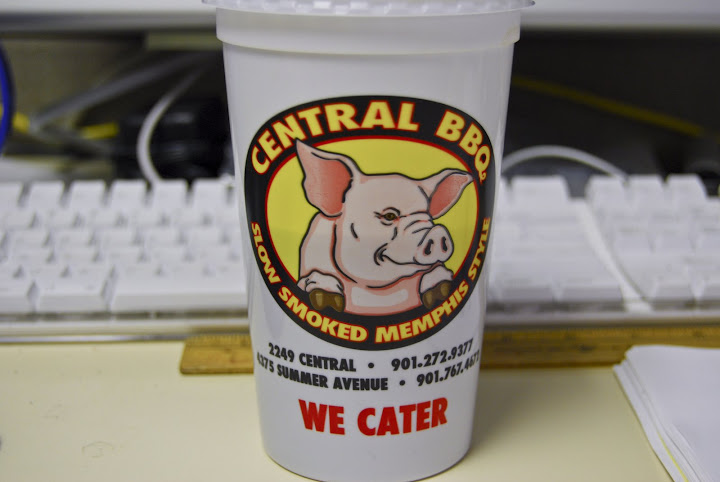 CENTRAL BBQ
SLOW SMOKED MEMPHIS STYLE
2249 CENTRAL • 901.272.9377
4375 SUMMER AVENUE • 901.767.4672
WE CATER